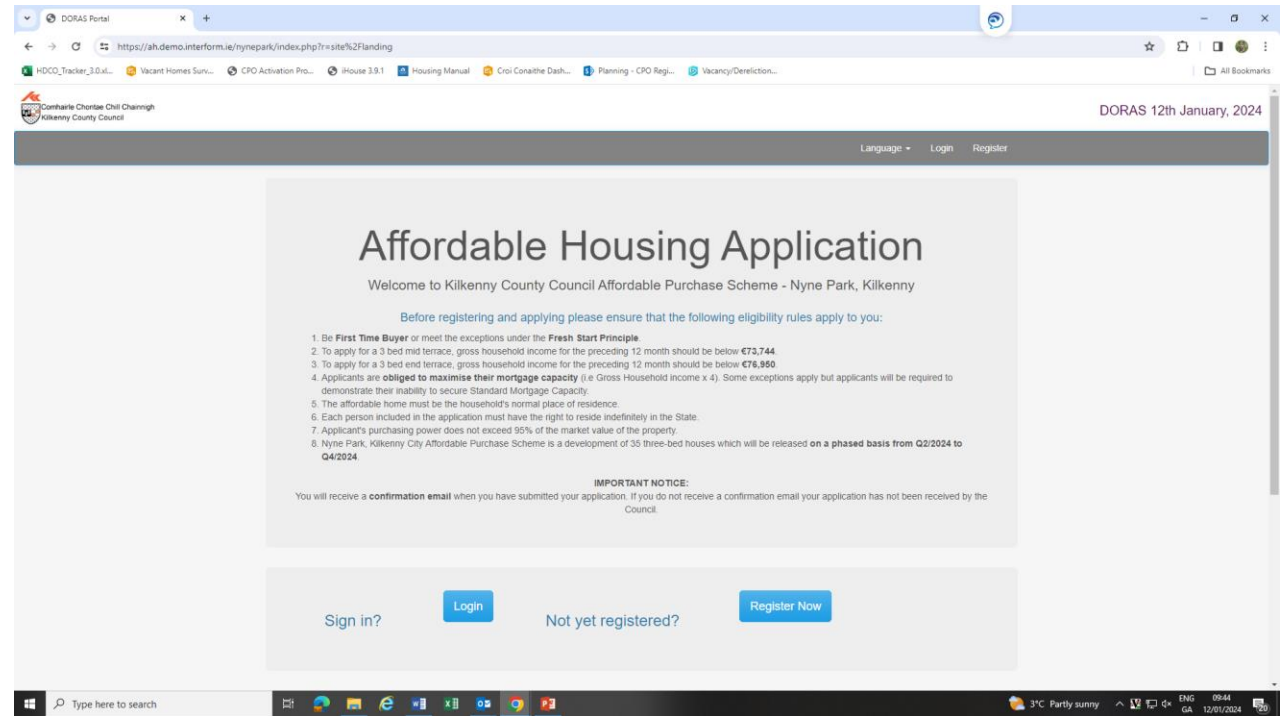 DORAS Portal
https://ah.demo.interform.ie/nynepark/index.php?r=site%2Flanding
HDCO_Tracker_3.0.xl... Vacant Homes Surv... CPO Activation Pro... iHouse 3.9.1 Housing Manual Croi Conaithe Dash... Planning - CPO Regi... Vacancy/Dereliction... All Bookmarks
Comhairle Chontae Chill Chainnigh
Kilkenny County Council
DORAS 12th January, 2024
Language Login Register
Affordable Housing Application
Welcome to Kilkenny County Council Affordable Purchase Scheme - Nyne Park, Kilkenny
Before registering and applying please ensure that the following eligibility rules apply to you:
1. Be First Time Buyer or meet the exceptions under the Fresh Start Principle.
2. To apply for a 3 bed mid terrace, gross household income for the preceding 12 month should be below €73,744.
3. To apply for a 3 bed end terrace, gross household income for the preceding 12 month should be below €76,950.
4. Applicants are obliged to maximise their mortgage capacity (i.e Gross Household income x 4). Some exceptions apply but applicants will be required to
demonstrate their inability to secure Standard Mortgage Capacity.
5. The affordable home must be the household's normal place of residence.
6. Each person included in the application must have the right to reside indefinitely in the State.
7. Applicant's purchasing power does not exceed 95% of the market value of the property.
8. Nyne Park, Kilkenny City Affordable Purchase Scheme is a development of 35 three-bed houses which will be released on a phased basis from Q2/2024 to
Q4/2024.
IMPORTANT NOTICE:
You will receive a confirmation email when you have submitted your application. If you do not receive a confirmation email your application has not been received by the
Council.
Sign in? Login Not yet registered? Register Now
Type here to search
3°C Partly sunny
ENG 09:44
GA 12/01/2024
20